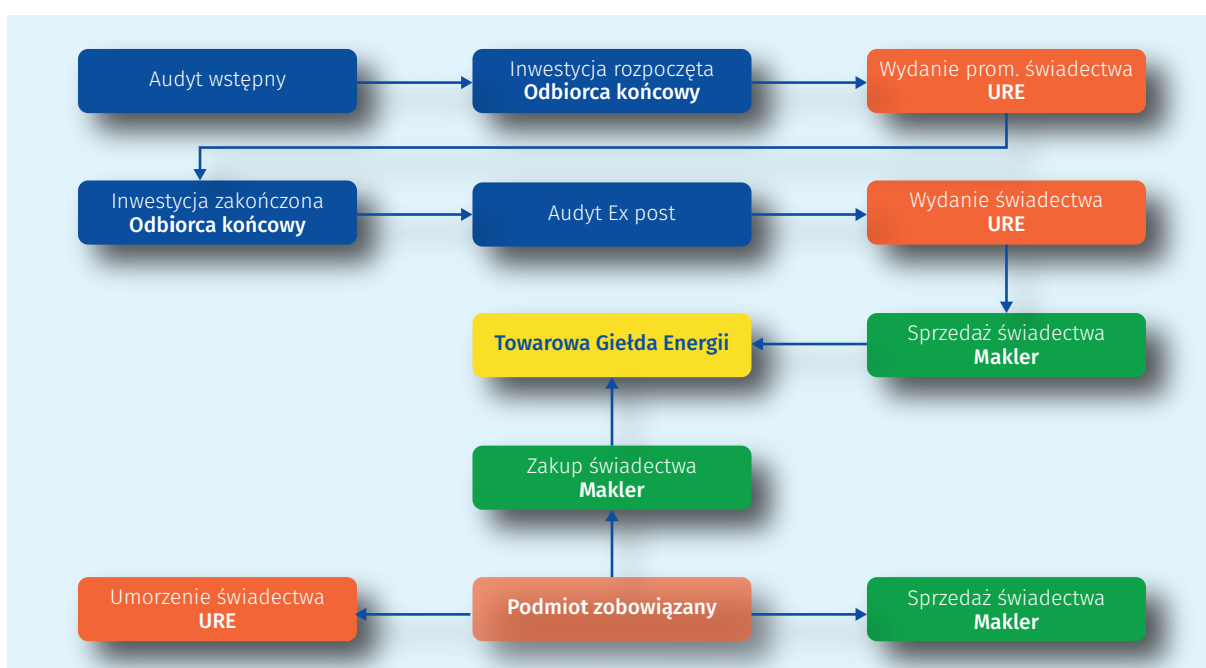 Audyt wstępny
Inwestycja rozpoczęta
Odbiorca końcowy
Wydanie prom. świadectwa
URE
Inwestycja zakończona
Odbiorca końcowy
Audyt Ex post
Wydanie świadectwa
URE
Towarowa Giełda Energii
Sprzedaż świadectwa
Makler
Zakup świadectwa
Makler
Umorzenie świadectwa
URE
Podmiot zobowiązany
Sprzedaż świadectwa
Makler